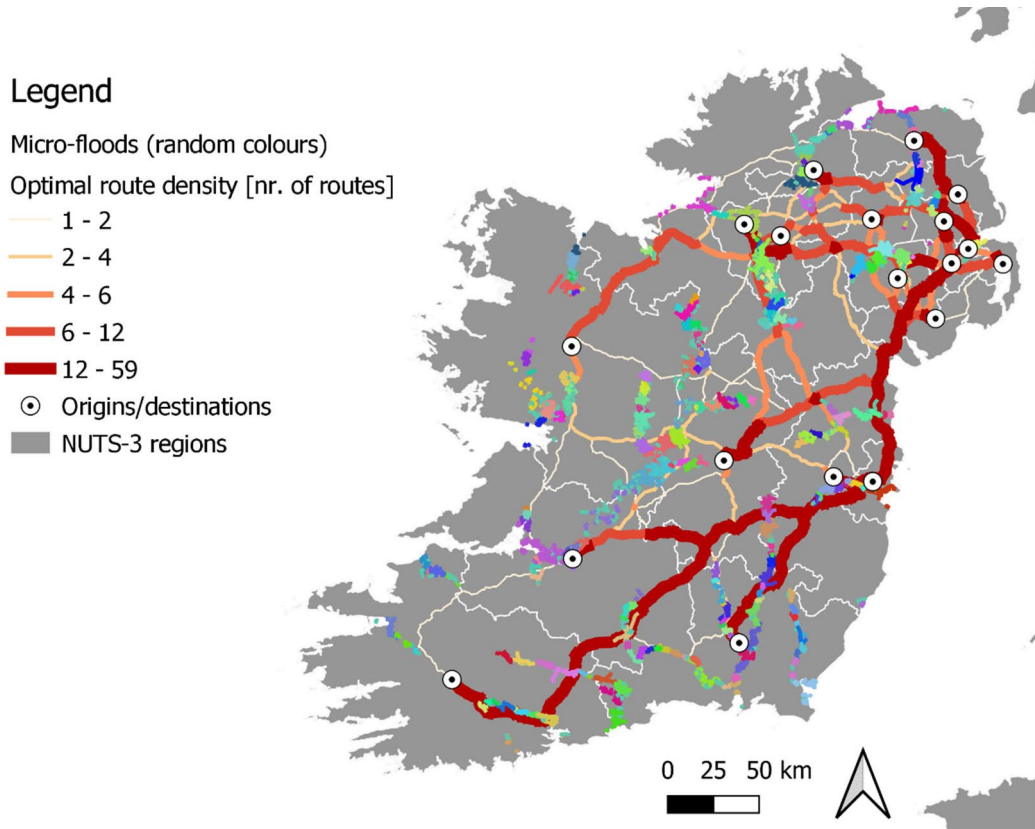 Legend
Micro-floods (random colours)
Optimal route density [nr. of routes]
1 - 2
2 - 4
4 - 6
6 - 12
12 - 59
Origins/destinations
NUTS-3 regions
0 25 50 km